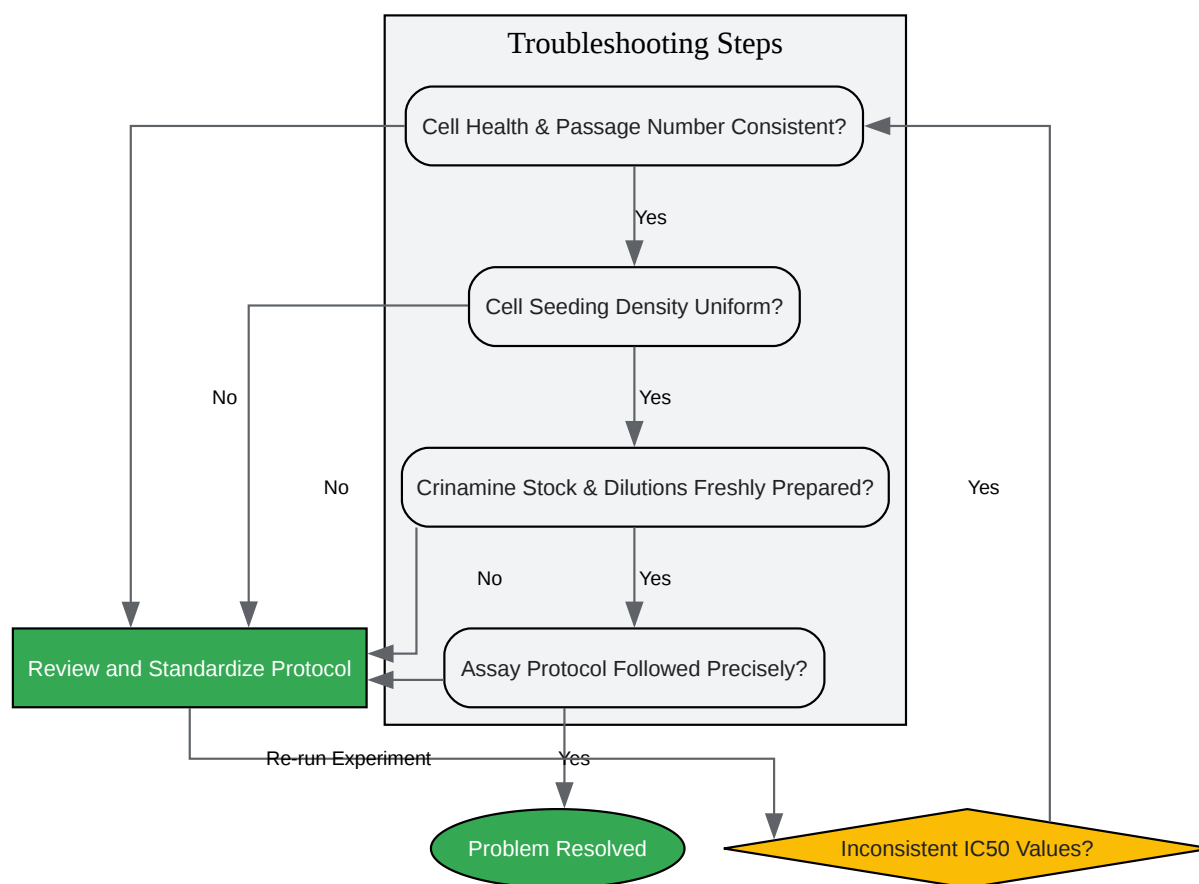 Troubleshooting Steps
Cell Health & Passage Number Consistent?
Yes
Cell Seeding Density Uniform?
No
Yes
No
Crinamine Stock & Dilutions Freshly Prepared?
Yes
No
Yes
Review and Standardize Protocol
Assay Protocol Followed Precisely?
Re-run Experiment
Yes
Problem Resolved
Inconsistent IC50 Values?